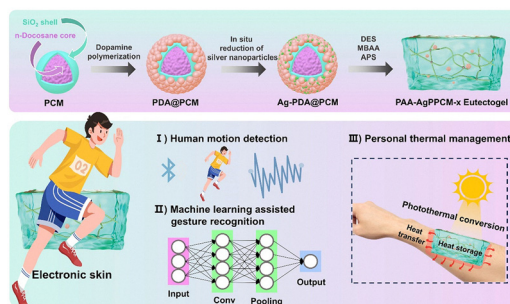 SiO2 shell
n-Docosane core
PCM
Dopamine
polymerization
PDA@PCM
In situ
reduction of
silver nanoparticles
Ag-PDA@PCM
DES
MBAA
APS
PAA-AgPPCM-x Eutectogel
02
Electronic skin
I ) Human motion detection
II) Machine learning assisted
gesture recognition
Input
Conv
Pooling
Output
III) Personal thermal management
Photothermal conversion
Heat
transfer
Heat storage